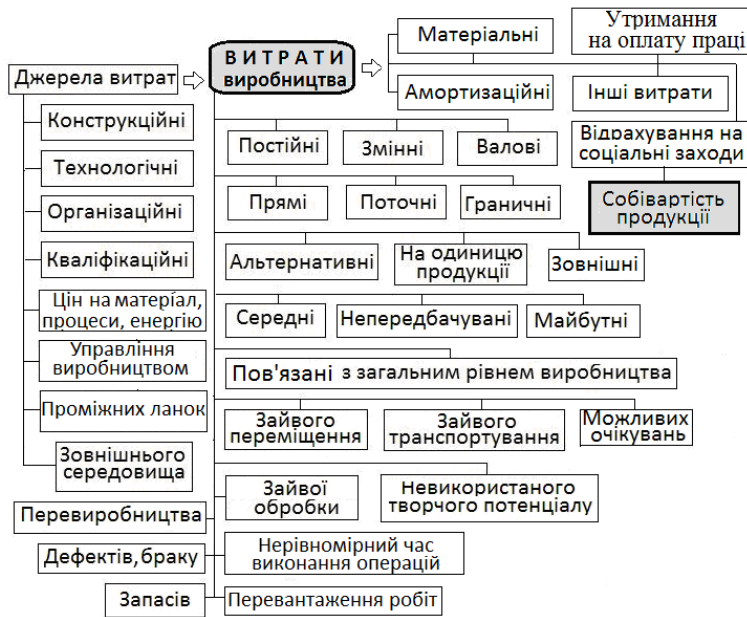 Джерела витрат
ВИТРАТИ
виробництва
Матеріальні
Утримання
на оплату праці
Амортизаційні
Інші витрати
Конструкційні
Технологічні
Організаційні
Кваліфікаційні
Цін на матеріал,
процеси, енергію
Управління
виробництвом
Проміжних ланок
Зовнішнього
середовища
Постійні
Змінні
Валові
Відрахування на
соціальні заходи
Прямі
Поточні
Граничні
Собівартість
продукції
Альтернативні
На одиницю
продукції
Зовнішні
Середні
Непередбачувані
Майбутні
Пов'язані з загальним рівнем виробництва
Зайвого
переміщення
Зайвого
транспортування
Можливих
очікувань
Зайвої
обробки
Невикористаного
творчого потенціалу
Перевиробництва
Дефектів, браку
Нерівномірний час
виконання операцій
Запасів
Перевантаження робіт